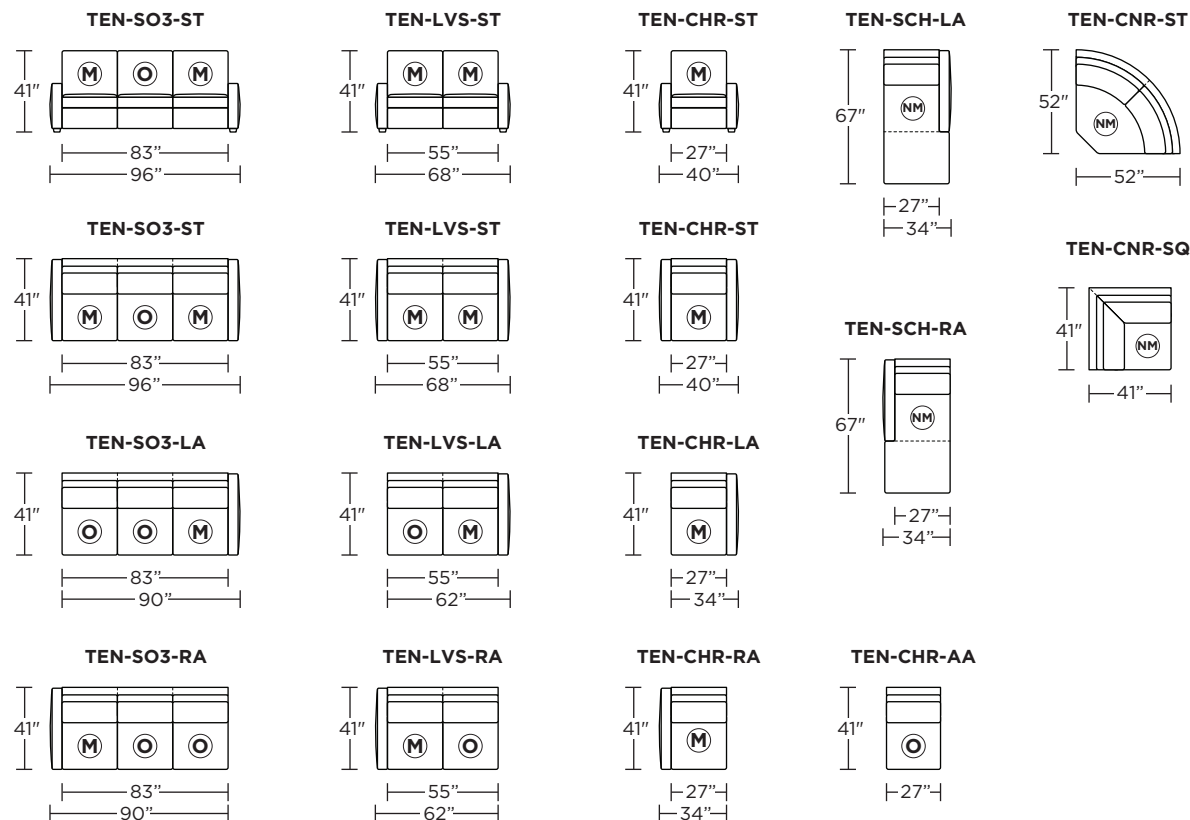 TEN-SO3-ST
41"
M O M
83”
96”
TEN-LVS-ST
41"
M M
55”
68”
TEN-CHR-ST
41"
M
27”
40”
TEN-SCH-LA
67"
NM
27”
34”
TEN-CNR-ST
52"
NM
52"
TEN-SO3-ST
41"
M O M
83”
96”
TEN-LVS-ST
41"
M M
55”
68”
TEN-CHR-ST
41"
M
27”
40”
TEN-CNR-SQ
41"
NM
41”
TEN-SCH-RA
67"
NM
27”
34”
TEN-SO3-LA
41"
O O M
83”
90”
TEN-LVS-LA
41"
O M
55”
62”
TEN-CHR-LA
41"
M
27”
34”
TEN-SO3-RA
41"
M O O
83”
90”
TEN-LVS-RA
41"
M O
55”
62”
TEN-CHR-RA
41"
M
27”
34”
TEN-CHR-AA
41"
O
27”